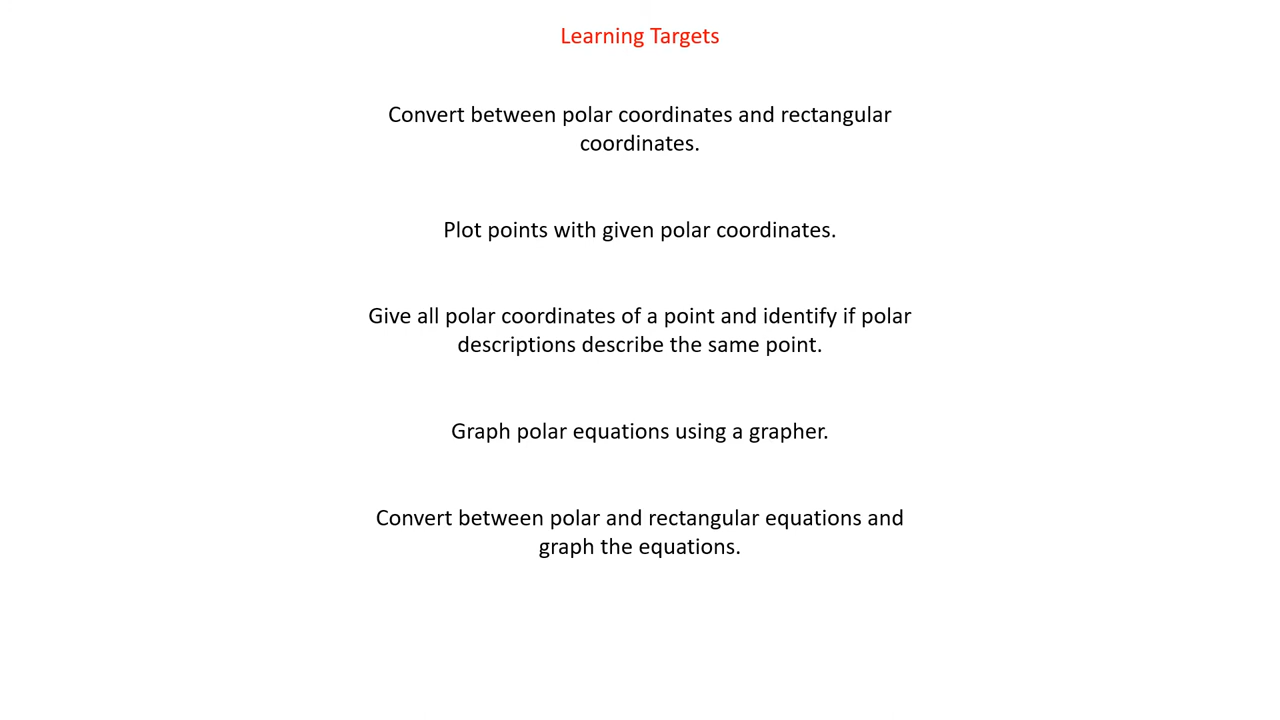 Learning Targets
Convert between polar coordinates and rectangular
coordinates.
Plot points with given polar coordinates.
Give all polar coordinates of a point and identify if polar
descriptions describe the same point.
Graph polar equations using a grapher.
Convert between polar and rectangular equations and
graph the equations.